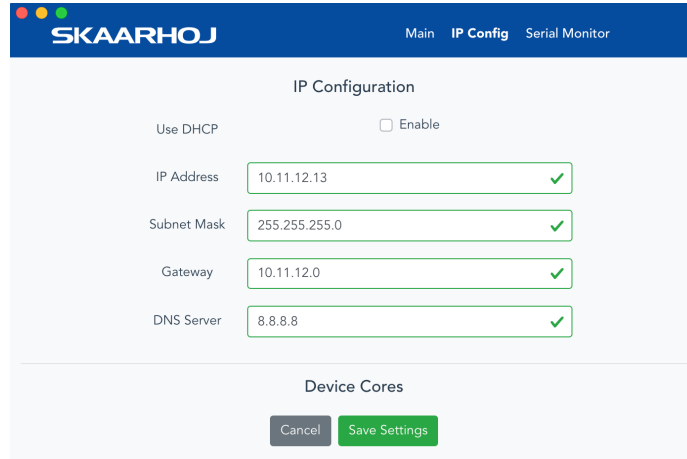 SKAARHOJ Main IP Config Serial Monitor
IP Configuration
Use DHCP Enable
IP Address 10.11.12.13
Subnet Mask 255.255.255.0
Gateway 10.11.12.0
DNS Server 8.8.8.8
Device Cores
Cancel Save Settings